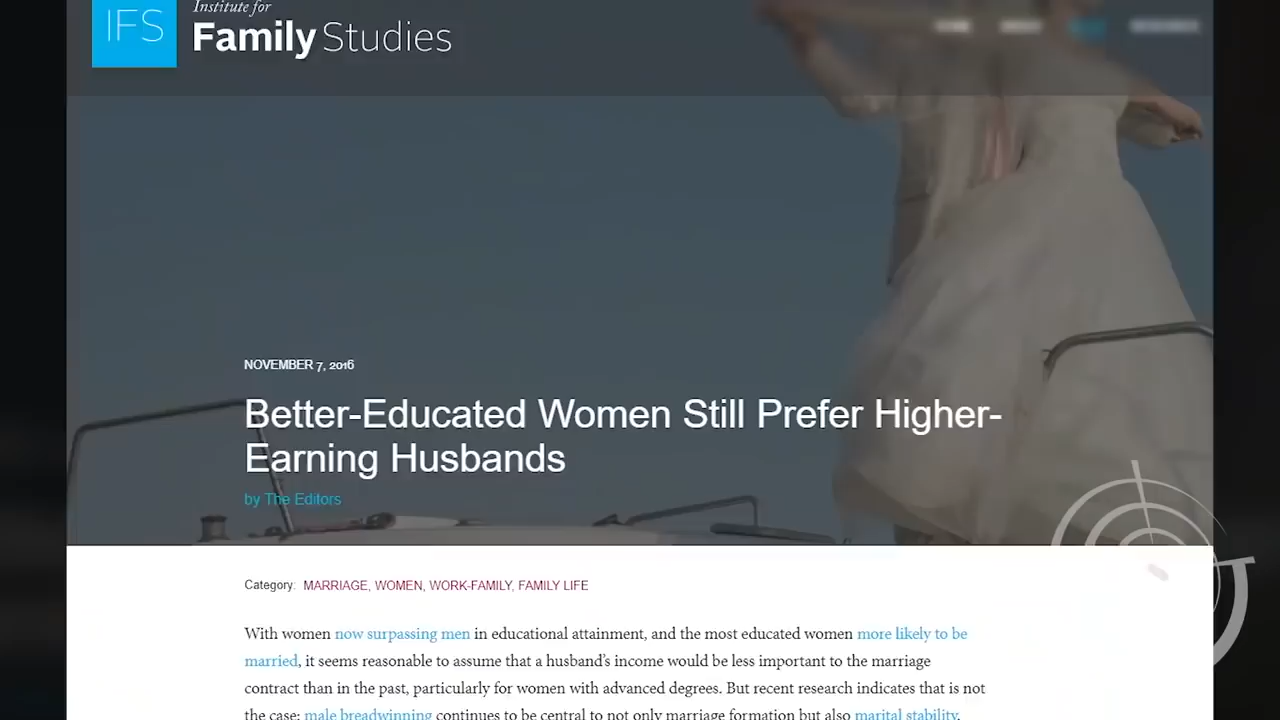 IFS
Institute for
Family Studies
NOVEMBER 7, 2016
Better-Educated Women Still Prefer Higher-
Earning Husbands
by The Editors
Category: MARRIAGE, WOMEN, WORK-FAMILY, FAMILY LIFE
With women now surpassing men in educational attainment, and the most educated women more likely to be
married, it seems reasonable to assume that a husband's income would be less important to the marriage
contract than in the past, particularly for women with advanced degrees. But recent research indicates that is not
the case: male breadwinning continues to be central to not only marriage formation but also marital stability.